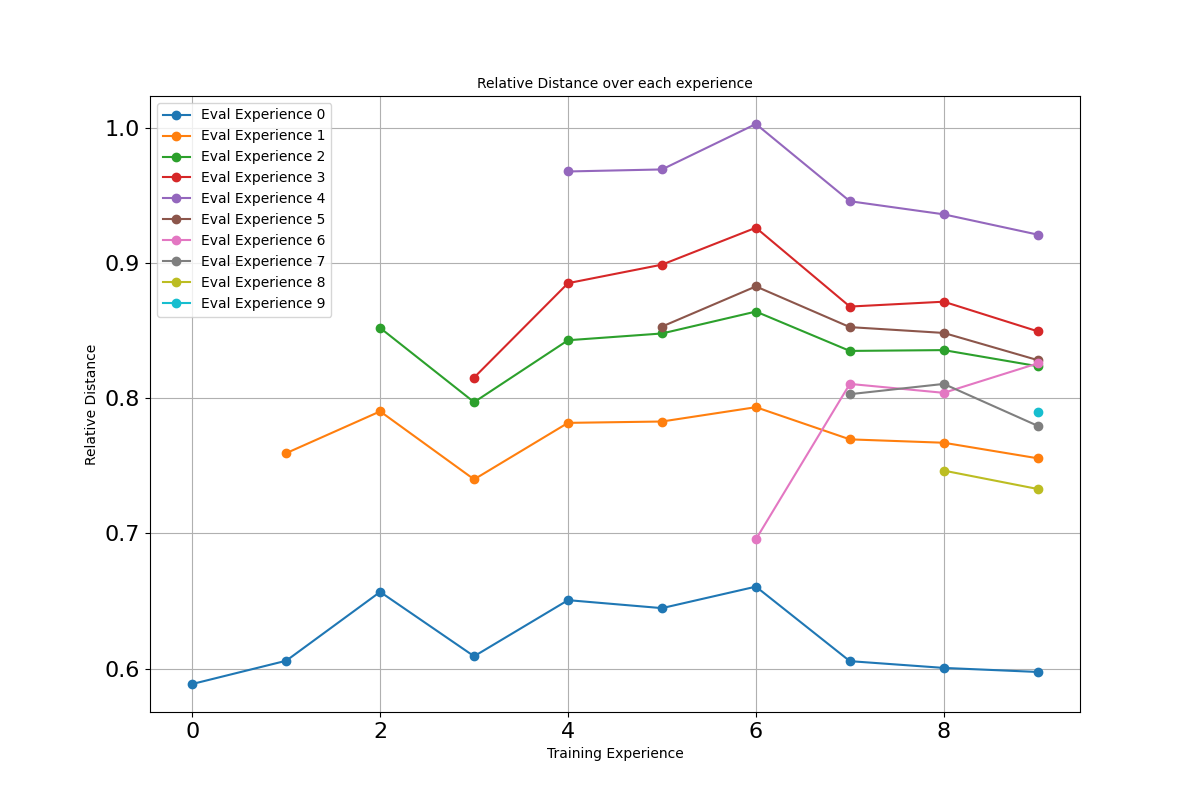 Relative Distance over each experience
Eval Experience 0
Eval Experience 1
Eval Experience 2
Eval Experience 3
Eval Experience 4
Eval Experience 5
Eval Experience 6
Eval Experience 7
Eval Experience 8
Eval Experience 9
1.0
0.9
0.8
0.7
0.6
Relative Distance
0 2 4 6 8
Training Experience